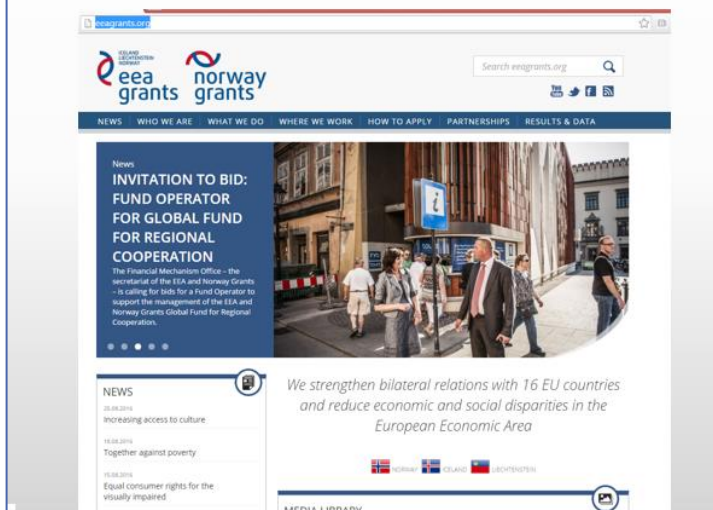 eeagrants.org
ICELAND
LIECHTENSTEIN
NORWAY
eea
grants
norway
grants
Search eeagrants.org
You
Tube
NEWS WHO WE ARE WHAT WE DO WHERE WE WORK HOW TO APPLY PARTNERSHIPS RESULTS & DATA
News
INVITATION TO BID:
FUND OPERATOR
FOR GLOBAL FUND
FOR REGIONAL
COOPERATION
The Financial Mechanism Office – the
secretariat of the EEA and Norway Grants
– is calling for bids for a Fund Operator to
support the management of the EEA and
Norway Grants Global Fund for Regional
Cooperation.
i
NEWS
Increasing access to culture
Together against poverty
Equal consumer rights for the
visually impaired
We strengthen bilateral relations with 16 EU countries
and reduce economic and social disparities in the
European Economic Area
NORWAY ICELAND LIECHTENSTEIN
MEDIA LIBRARY